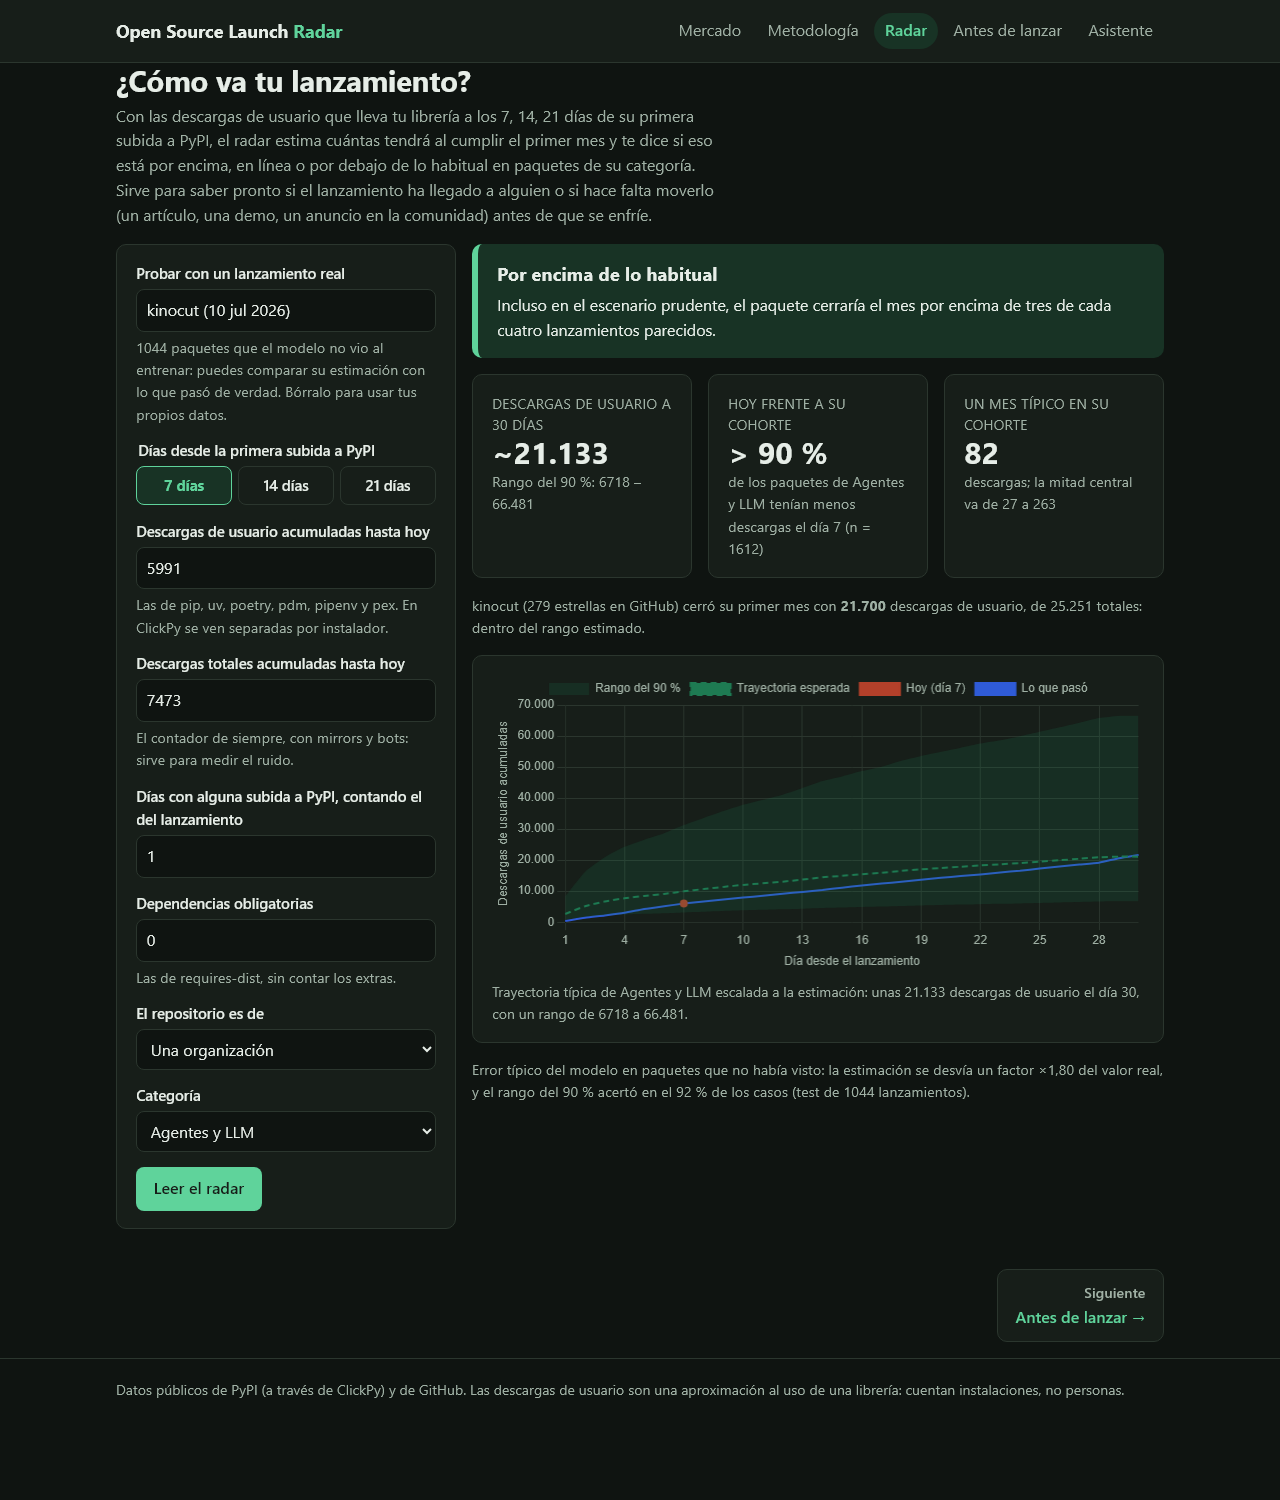 Open Source Launch Radar
Mercado
Metodología
Radar
Antes de lanzar
Asistente
¿Cómo va tu lanzamiento?
Con las descargas de usuario que lleva tu librería a los 7, 14, 21 días de su primera
subida a PyPI, el radar estima cuántas tendrá al cumplir el primer mes y te dice si eso
está por encima, en línea o por debajo de lo habitual en paquetes de su categoría.
Sirve para saber pronto si el lanzamiento ha llegado a alguien o si hace falta moverlo
(un artículo, una demo, un anuncio en la comunidad) antes de que se enfríe.
Probar con un lanzamiento real
kinocut (10 jul 2026)
1044 paquetes que el modelo no vio al
entrenar: puedes comparar su estimación con
lo que pasó de verdad. Bórralo para usar tus
propios datos.
Días desde la primera subida a PyPI
7 días
14 días
21 días
Descargas de usuario acumuladas hasta hoy
5991
Las de pip, uv, poetry, pdm, pipenv y pex. En
ClickPy se ven separadas por instalador.
Descargas totales acumuladas hasta hoy
7473
El contador de siempre, con mirrors y bots:
sirve para medir el ruido.
Días con alguna subida a PyPI, contando el
del lanzamiento
1
Dependencias obligatorias
0
Las de requires-dist, sin contar los extras.
El repositorio es de
Una organización
Categoría
Agentes y LLM
Leer el radar
Por encima de lo habitual
Incluso en el escenario prudente, el paquete cerraría el mes por encima de tres de cada
cuatro lanzamientos parecidos.
DESCARGAS DE USUARIO A
30 DÍAS
~21.133
Rango del 90 %: 6718 –
66.481
HOY FRENTE A SU
COHORTE
> 90 %
de los paquetes de Agentes
y LLM tenían menos
descargas el día 7 (n =
1612)
UN MES TÍPICO EN SU
COHORTE
82
descargas; la mitad central
va de 27 a 263
kinocut (279 estrellas en GitHub) cerró su primer mes con 21.700 descargas de usuario, de 25.251 totales:
dentro del rango estimado.
Rango del 90 %
Trayectoria esperada
Hoy (día 7)
Lo que pasó
Descargas de usuario acumuladas
70.000
60.000
50.000
40.000
30.000
20.000
10.000
0
1
4
7
10
13
16
19
22
25
28
Día desde el lanzamiento
Trayectoria típica de Agentes y LLM escalada a la estimación: unas 21.133 descargas de usuario el día 30,
con un rango de 6718 a 66.481.
Error típico del modelo en paquetes que no había visto: la estimación se desvía un factor ×1,80 del valor real,
y el rango del 90 % acertó en el 92 % de los casos (test de 1044 lanzamientos).
Siguiente
Antes de lanzar →
Datos públicos de PyPI (a través de ClickPy) y de GitHub. Las descargas de usuario son una aproximación al uso de una librería: cuentan instalaciones, no personas.